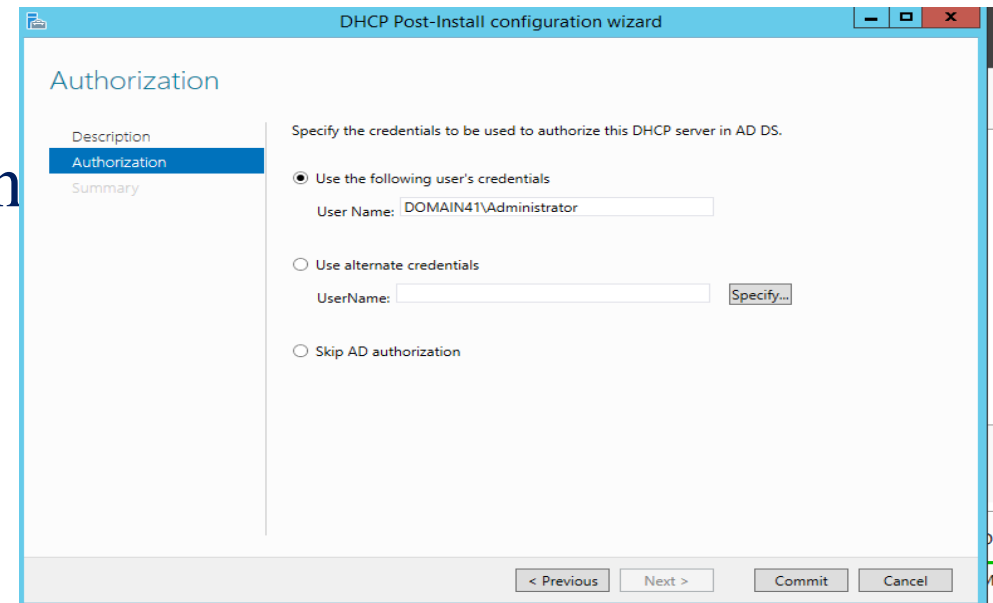 DHCP Post-Install configuration wizard
Authorization
Description
Authorization
Summary
Specify the credentials to be used to authorize this DHCP server in AD DS.
Use the following user's credentials
User Name: DOMAIN41\Administrator
Use alternate credentials
UserName:
Specify...
Skip AD authorization
< Previous
Next >
Commit
Cancel